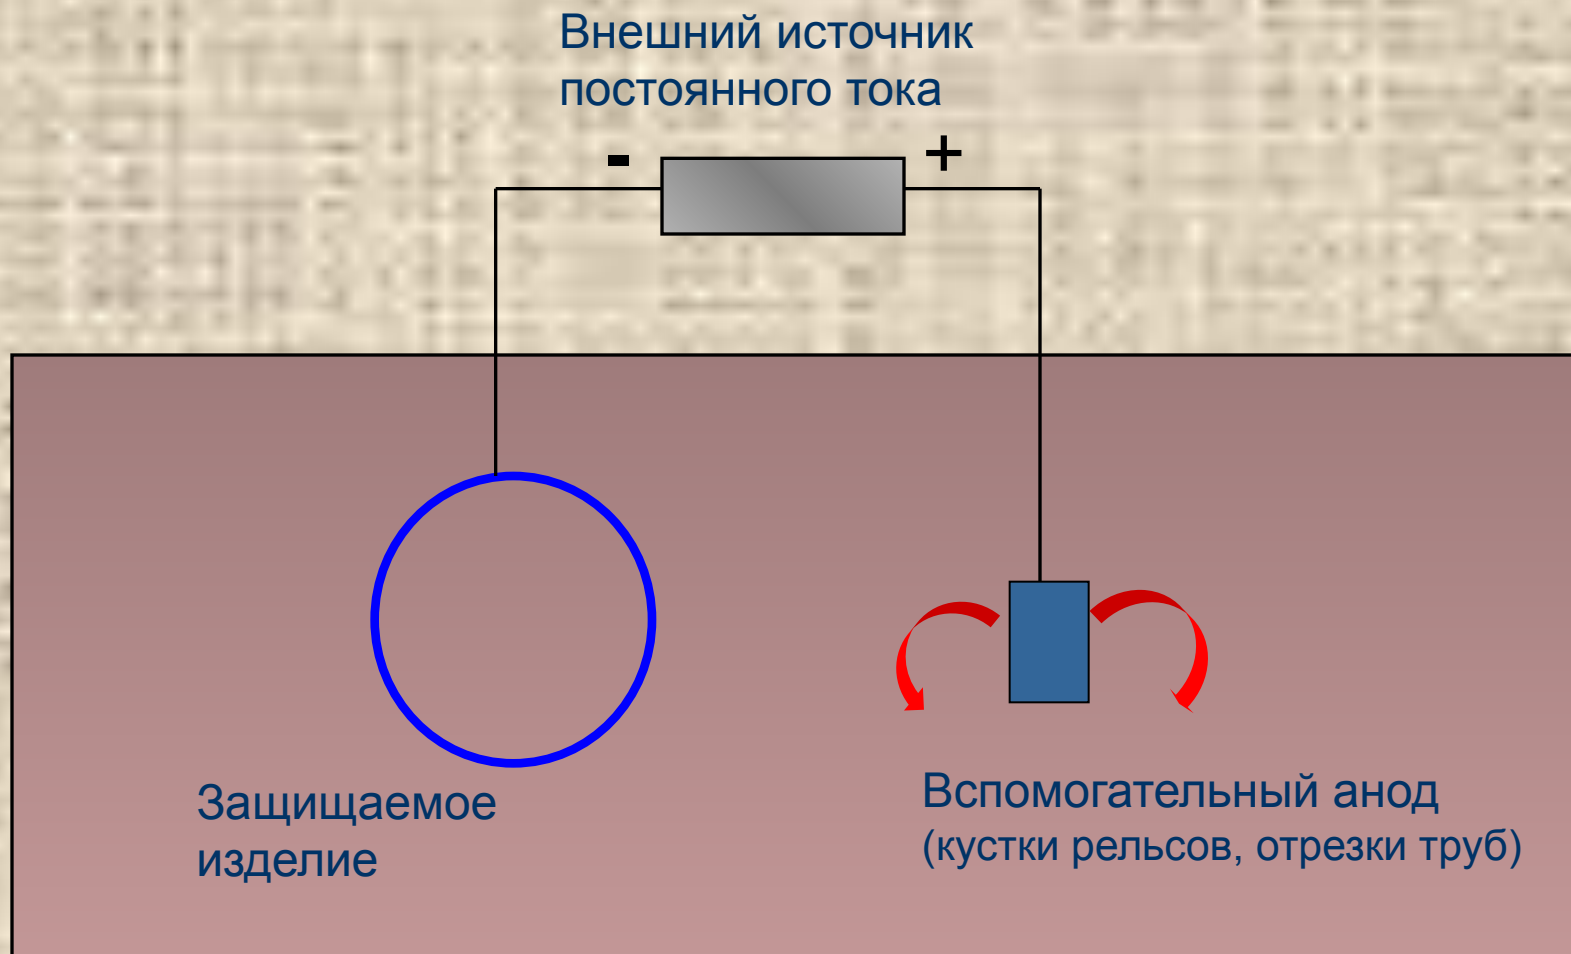 Внешний источник
постоянного тока
- +
Защищаемое
изделие
Вспомогательный анод
(кустки рельсов, отрезки труб)